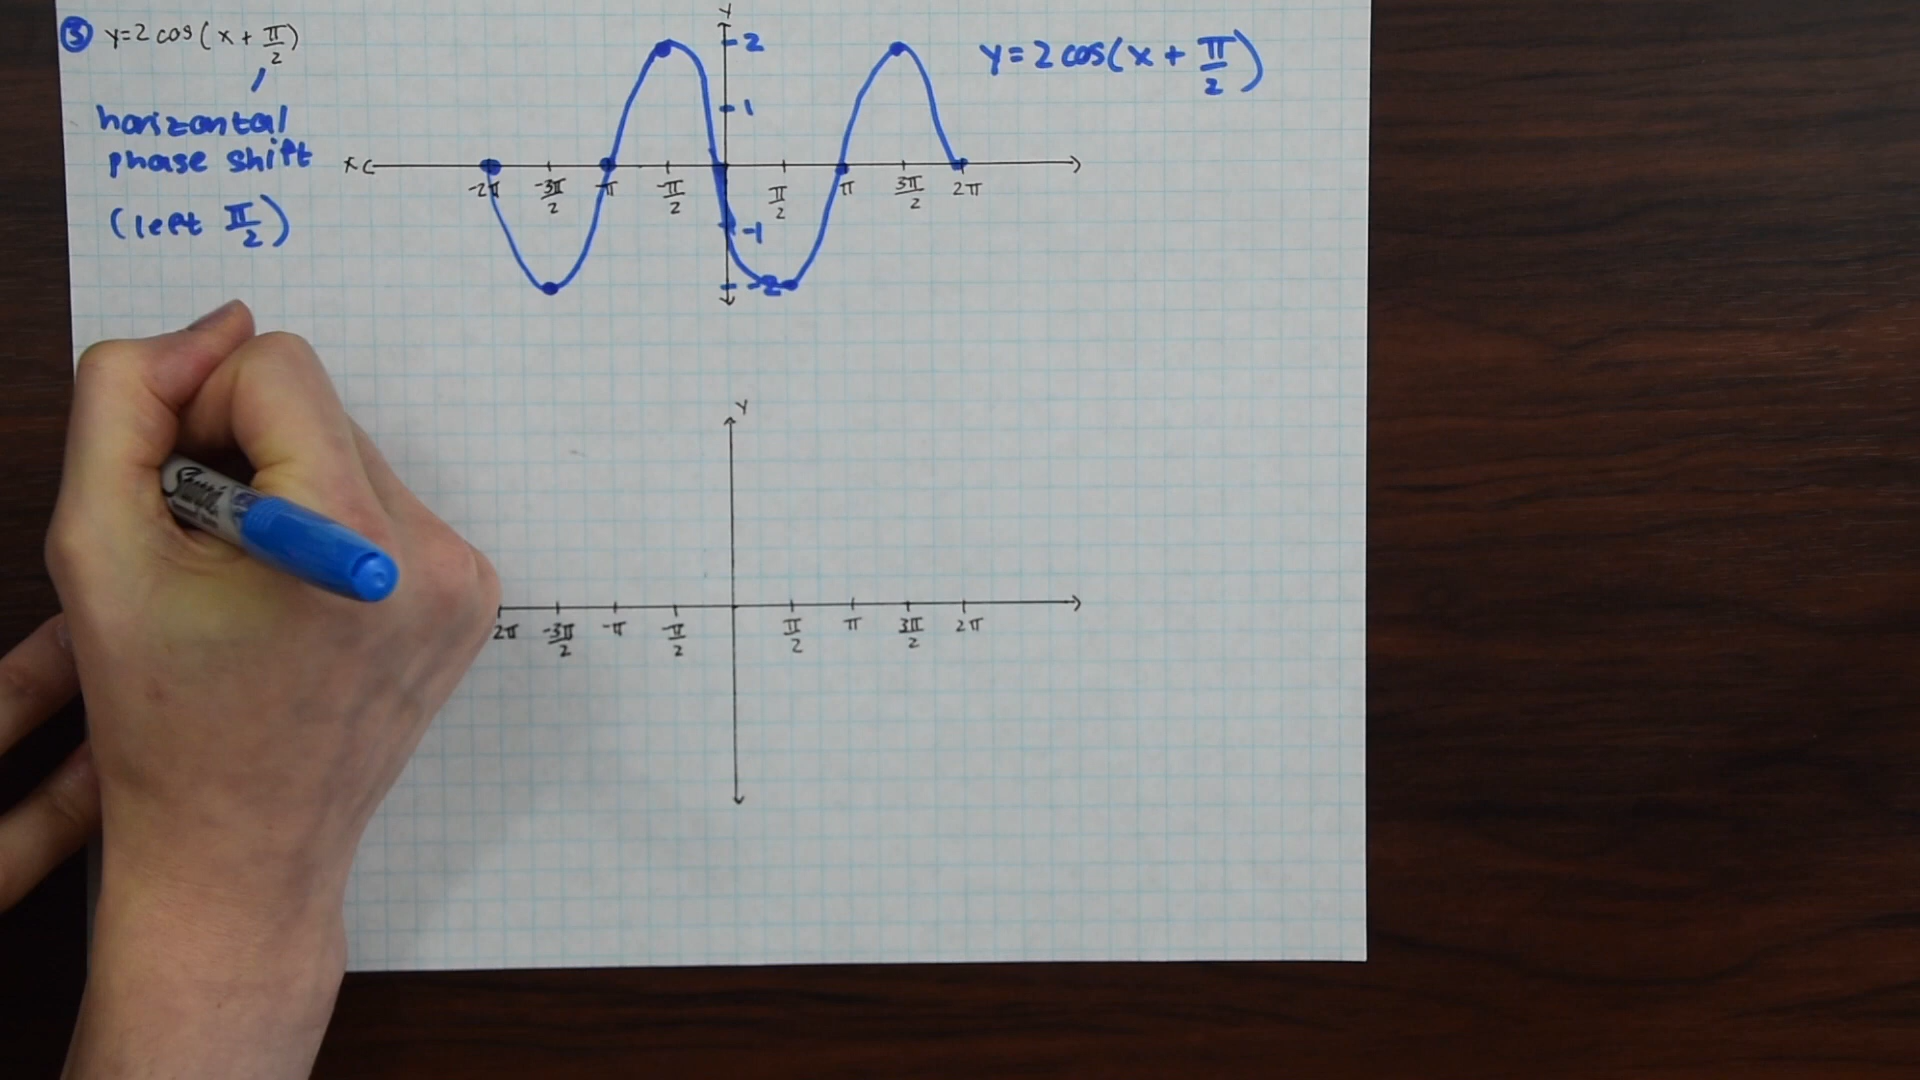 3 y=2cos(x+π/2)
horizontal
phase shift
(left π/2)
y
2
1
x
-2π -3π/2 -π -π/2 π/2 π 3π/2 2π
-1
-2
y=2cos(x+π/2)
Sharpie
y
2π -3π/2 -π -π/2 π/2 π 3π/2 2π